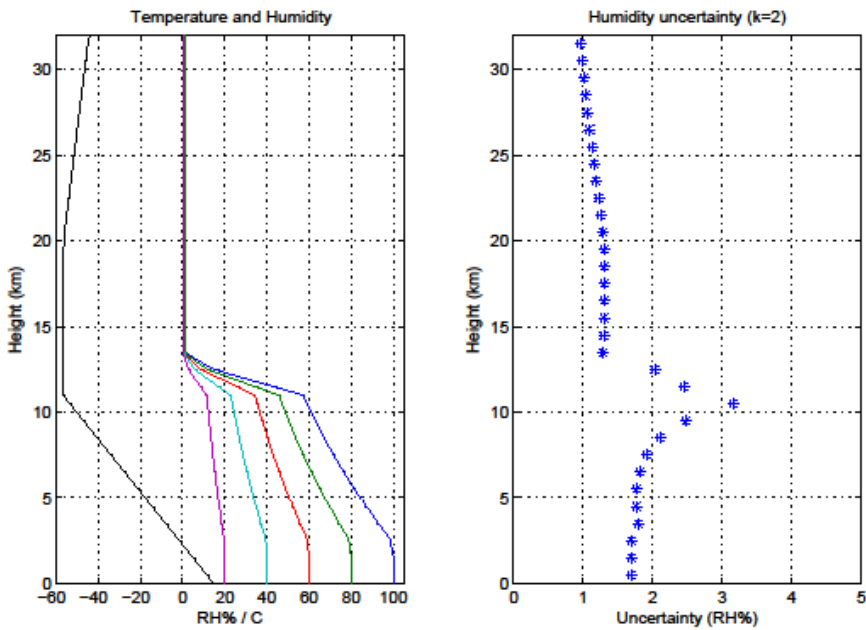 Temperature and Humidity
Humidity uncertainty (k=2)
30
25
20
15
10
5
0
Height (km)
−60 −40 −20 0 20 40 60 80 100
RH% / C
30
25
20
15
10
5
0
Height (km)
0 1 2 3 4 5
Uncertainty (RH%)